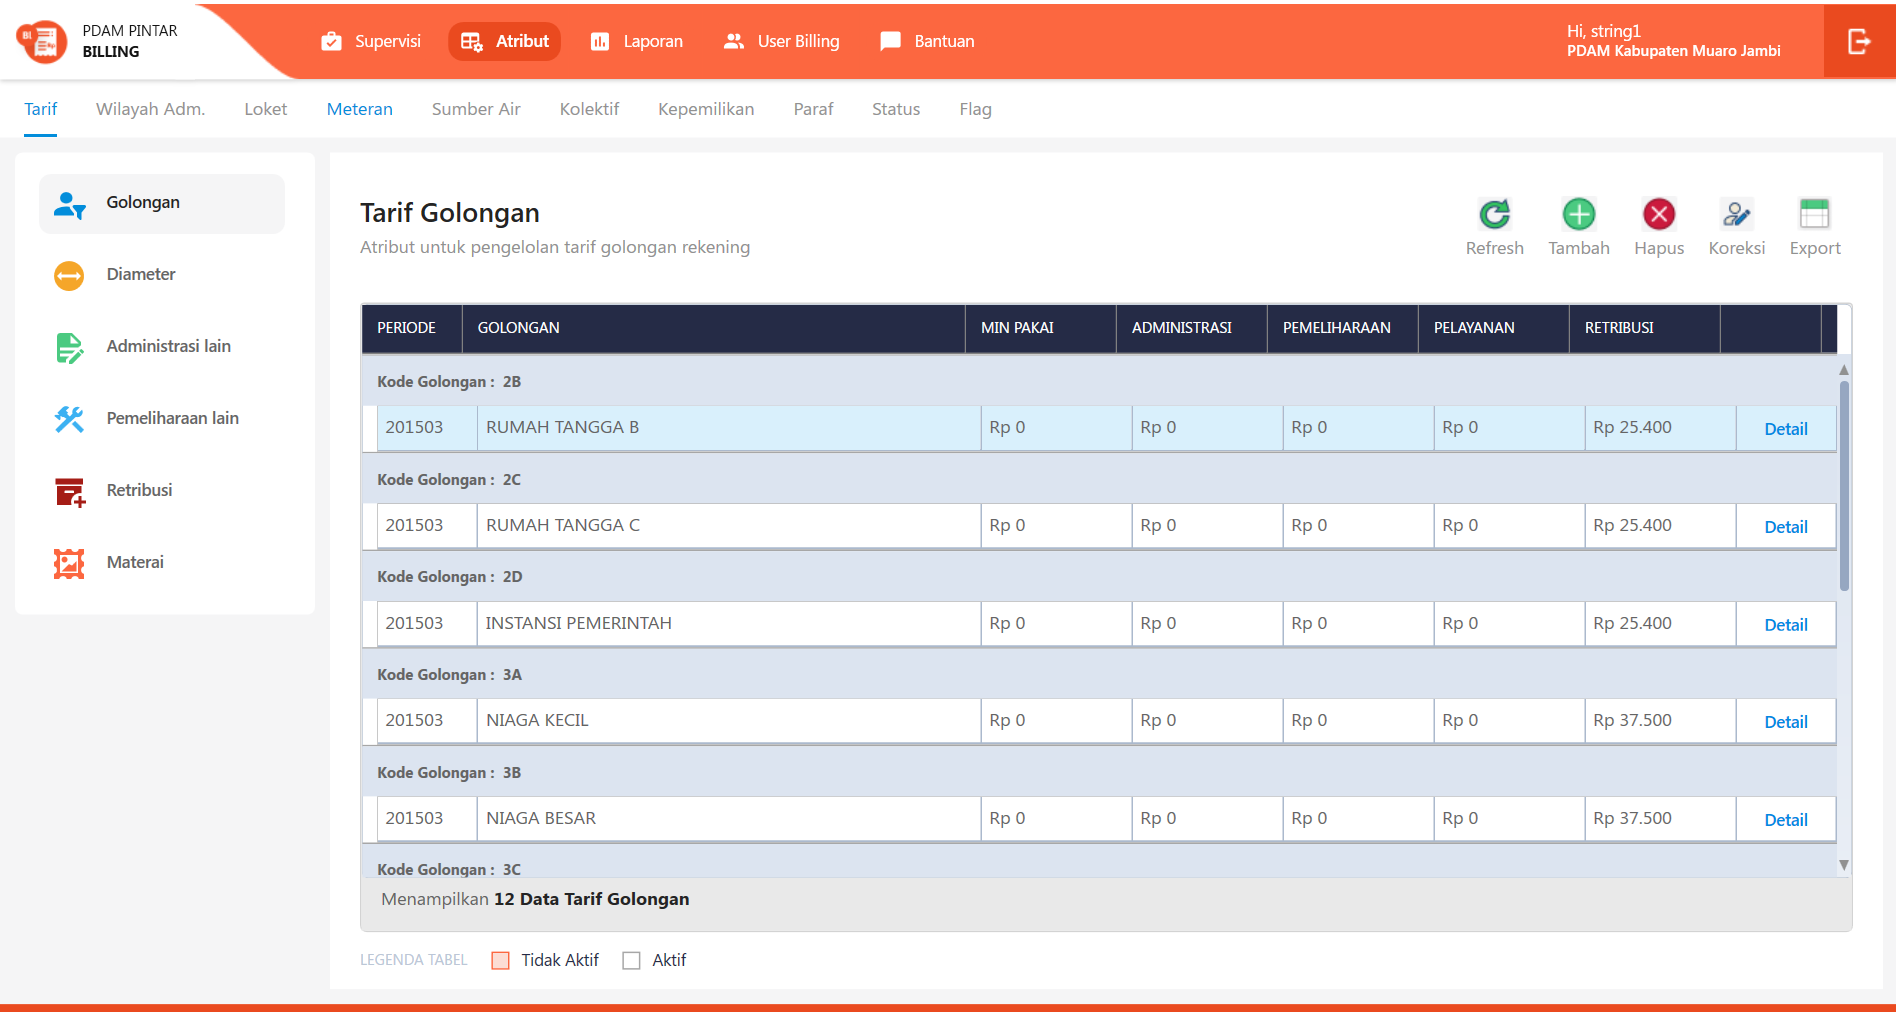 PDAM PINTAR
BILLING
Supervisi
Atribut
Laporan
User Billing
Bantuan
Hi, string1
PDAM Kabupaten Muaro Jambi
Tarif
Wilayah Adm.
Loket
Meteran
Sumber Air
Kolektif
Kepemilikan
Paraf
Status
Flag
Golongan
Diameter
Administrasi lain
Pemeliharaan lain
Retribusi
Materai
Tarif Golongan
Atribut untuk pengelolan tarif golongan rekening
Refresh
Tambah
Hapus
Koreksi
Export
PERIODE GOLONGAN MIN PAKAI ADMINISTRASI PEMELIHARAAN PELAYANAN RETRIBUSI
Kode Golongan : 2B
201503 RUMAH TANGGA B Rp 0 Rp 0 Rp 0 Rp 0 Rp 25.400 Detail
Kode Golongan : 2C
201503 RUMAH TANGGA C Rp 0 Rp 0 Rp 0 Rp 0 Rp 25.400 Detail
Kode Golongan : 2D
201503 INSTANSI PEMERINTAH Rp 0 Rp 0 Rp 0 Rp 0 Rp 25.400 Detail
Kode Golongan : 3A
201503 NIAGA KECIL Rp 0 Rp 0 Rp 0 Rp 0 Rp 37.500 Detail
Kode Golongan : 3B
201503 NIAGA BESAR Rp 0 Rp 0 Rp 0 Rp 0 Rp 37.500 Detail
Kode Golongan : 3C
Menampilkan 12 Data Tarif Golongan
LEGENDA TABEL Tidak Aktif Aktif